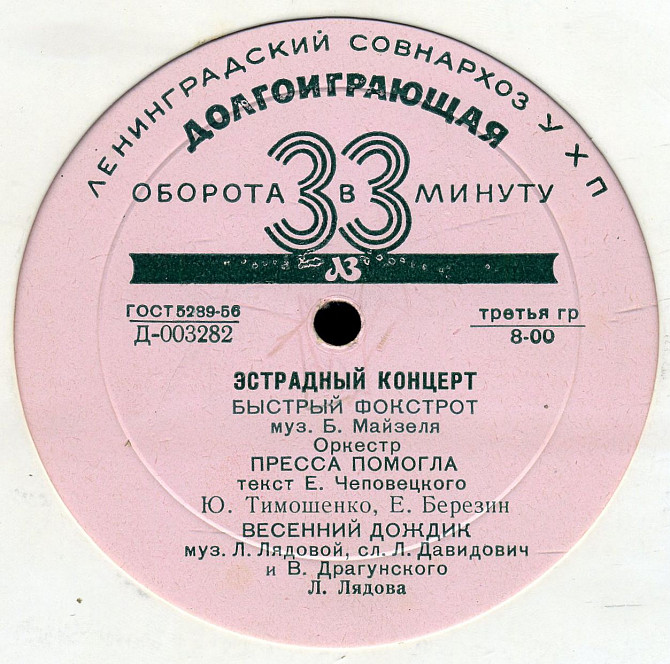 ЛЕНИНГРАДСКИЙ СОВНАРХОЗ УХП
ДОЛГОИГРАЮЩАЯ
ОБОРОТА 33 В МИНУТУ
ЛЗ
ГОСТ 5289-56
Д-003282
третья гр
8-00
ЭСТРАДНЫЙ КОНЦЕРТ
БЫСТРЫЙ ФОКСТРОТ
муз. Б. Майзеля
Оркестр
ПРЕССА ПОМОГЛА
текст Е. Чеповецкого
Ю. Тимошенко, Е. Березин
ВЕСЕННИЙ ДОЖДИК
муз. Л. Лядовой, сл. Л. Давидович
и В. Драгунского
Л. Лядова